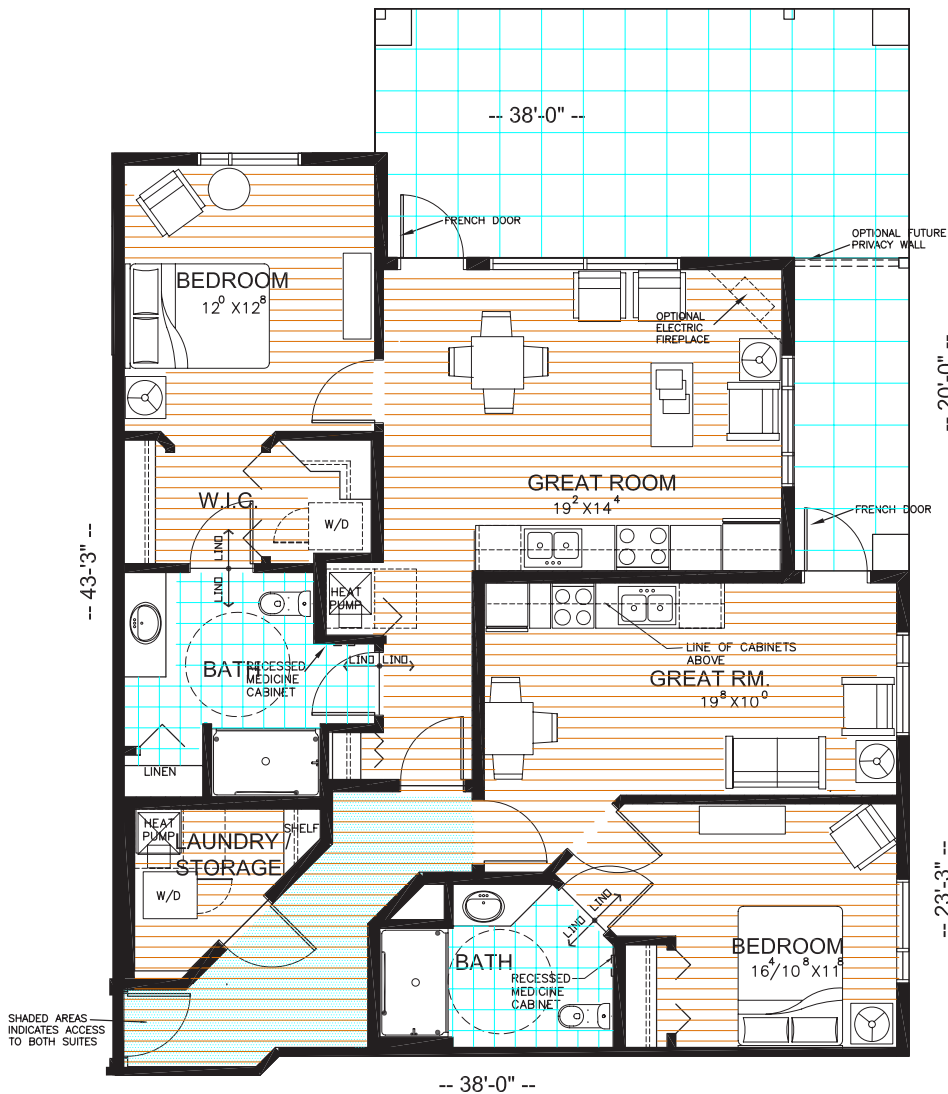 -- 38'-0" --
FRENCH DOOR
OPTIONAL FUTURE
PRIVACY WALL
BEDROOM
12⁰ X12⁸
OPTIONAL
ELECTRIC
FIREPLACE
-- 20'-0" --
GREAT ROOM
19² X14⁴
W.I.C.
W/D
FRENCH DOOR
LINO
LINO
-- 43'-3" --
HEAT
PUMP
LINE OF CABINETS
ABOVE
BATH
RECESSED
MEDICINE
CABINET
LINO LINO
GREAT RM.
19⁸ X10⁰
LINEN
HEAT
PUMP
SHELF
LAUNDRY /
STORAGE
W/D
-- 23'-3" --
LINO
LINO
BEDROOM
16⁴/10⁸ X11⁸
BATH
RECESSED
MEDICINE
CABINET
SHADED AREAS
INDICATES ACCESS
TO BOTH SUITES
-- 38'-0" --